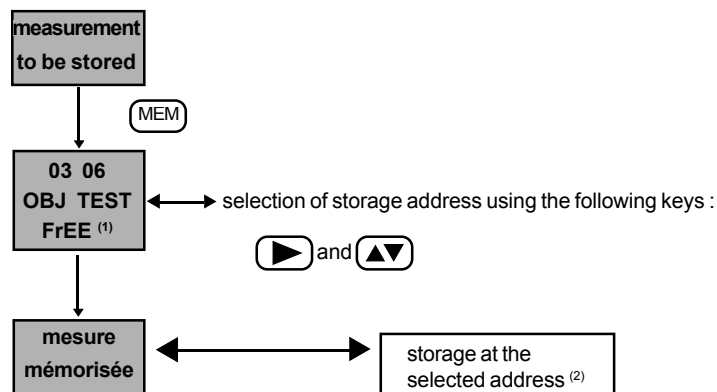 measurement
to be stored
MEM
03 06
OBJ TEST
FrEE (1)
selection of storage address using the following keys :
and
mesure
mémorisée
storage at the
selected address (2)